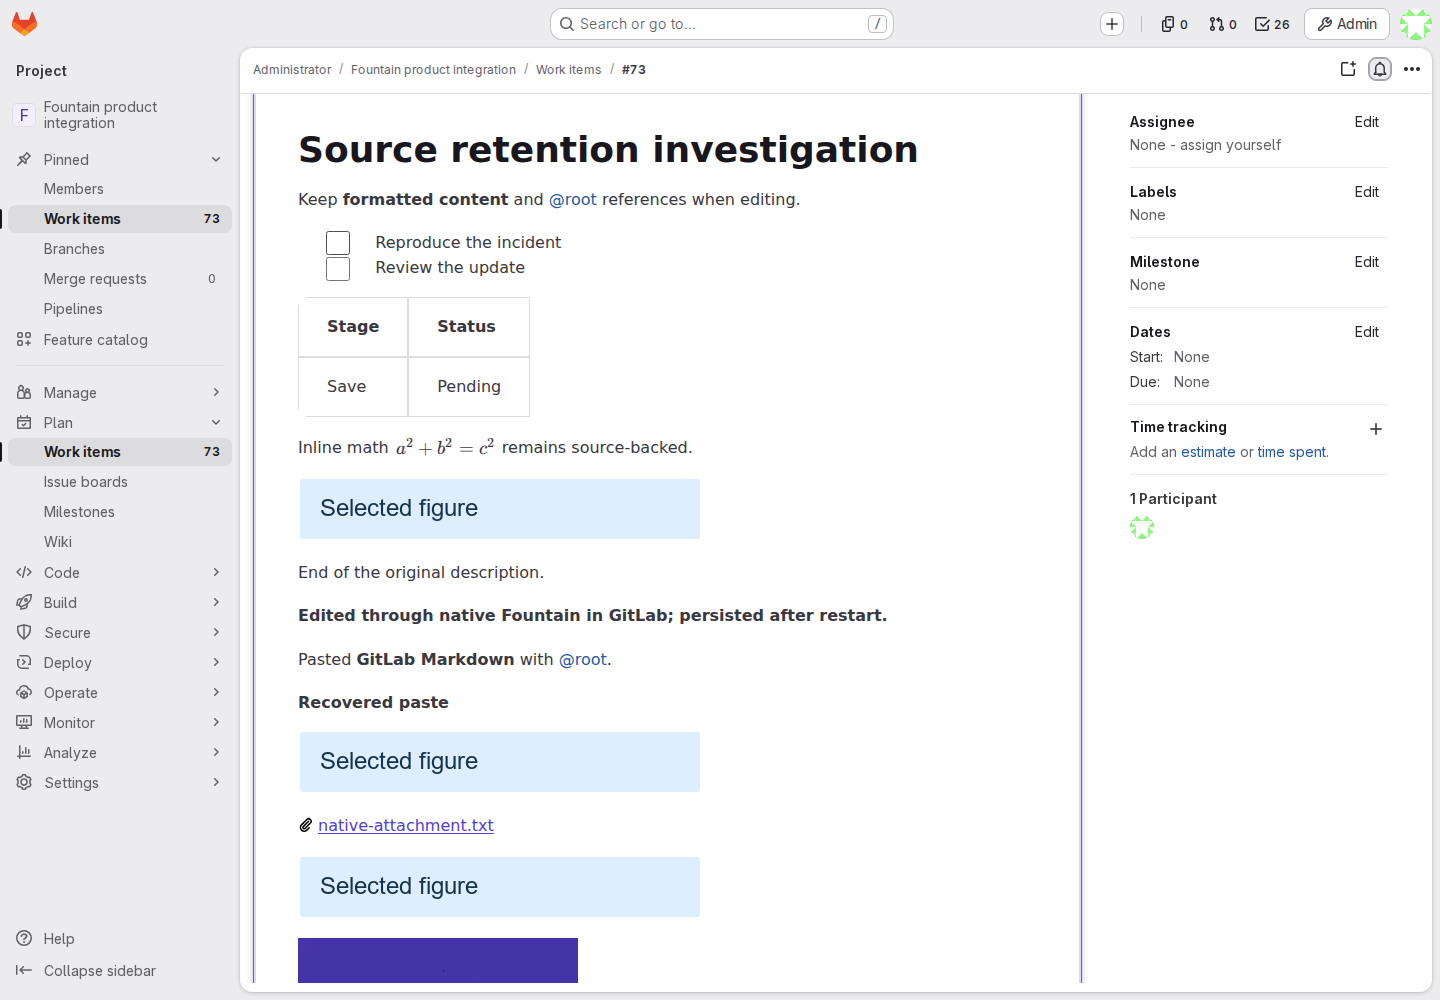 Search or go to...
/
0
0
26
Admin
Project
F
Fountain product
integration
Pinned
Members
Work items
73
Branches
Merge requests
0
Pipelines
Feature catalog
Manage
Plan
Work items
73
Issue boards
Milestones
Wiki
Code
Build
Secure
Deploy
Operate
Monitor
Analyze
Settings
Help
Collapse sidebar
Administrator / Fountain product integration / Work items / #73
Source retention investigation
Keep formatted content and @root references when editing.
Reproduce the incident
Review the update
Stage Status
Save Pending
Inline math a² + b² = c² remains source-backed.
Selected figure
End of the original description.
Edited through native Fountain in GitLab; persisted after restart.
Pasted GitLab Markdown with @root.
Recovered paste
Selected figure
native-attachment.txt
Selected figure
Assignee
Edit
None - assign yourself
Labels
Edit
None
Milestone
Edit
None
Dates
Edit
Start: None
Due: None
Time tracking
Add an estimate or time spent.
1 Participant